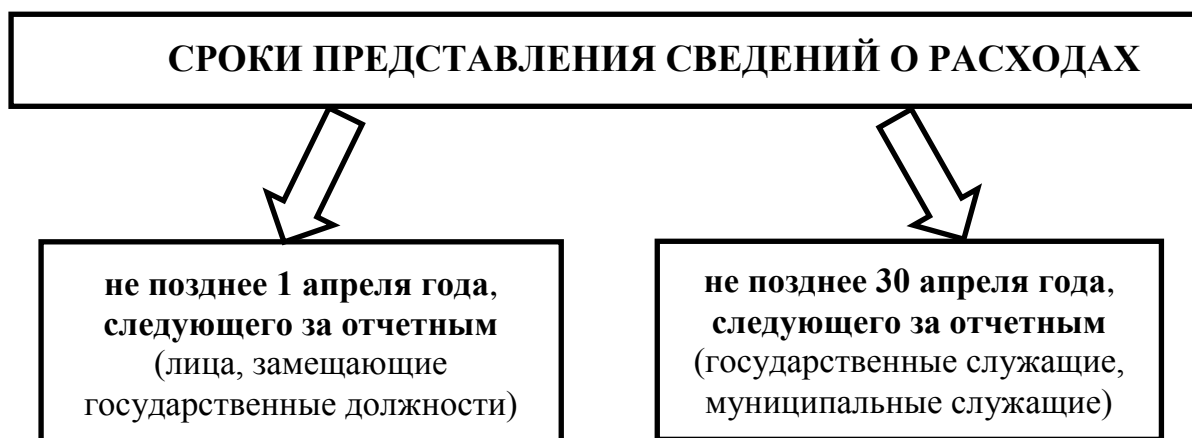 СРОКИ ПРЕДСТАВЛЕНИЯ СВЕДЕНИЙ О РАСХОДАХ
не позднее 1 апреля года,
следующего за отчетным
(лица, замещающие
государственные должности)
не позднее 30 апреля года,
следующего за отчетным
(государственные служащие,
муниципальные служащие)